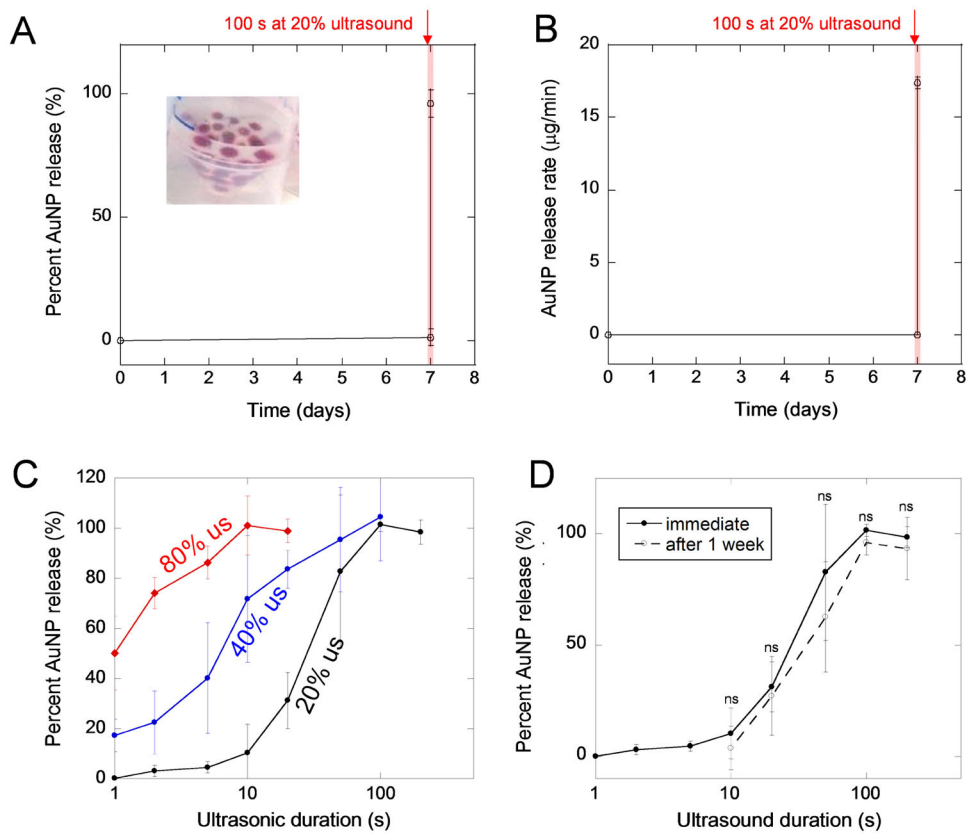 A
100 s at 20% ultrasound
Percent AuNP release (%)
100
50
0
0 1 2 3 4 5 6 7 8
Time (days)
B
100 s at 20% ultrasound
AuNP release rate (µg/min)
20
15
10
5
0
0 1 2 3 4 5 6 7 8
Time (days)
C
Percent AuNP release (%)
120
100
80
60
40
20
0
80% us
40% us
20% us
1 10 100
Ultrasonic duration (s)
D
Percent AuNP release (%)
100
50
0
immediate
after 1 week
ns
ns
ns
ns
ns
1 10 100
Ultrasound duration (s)